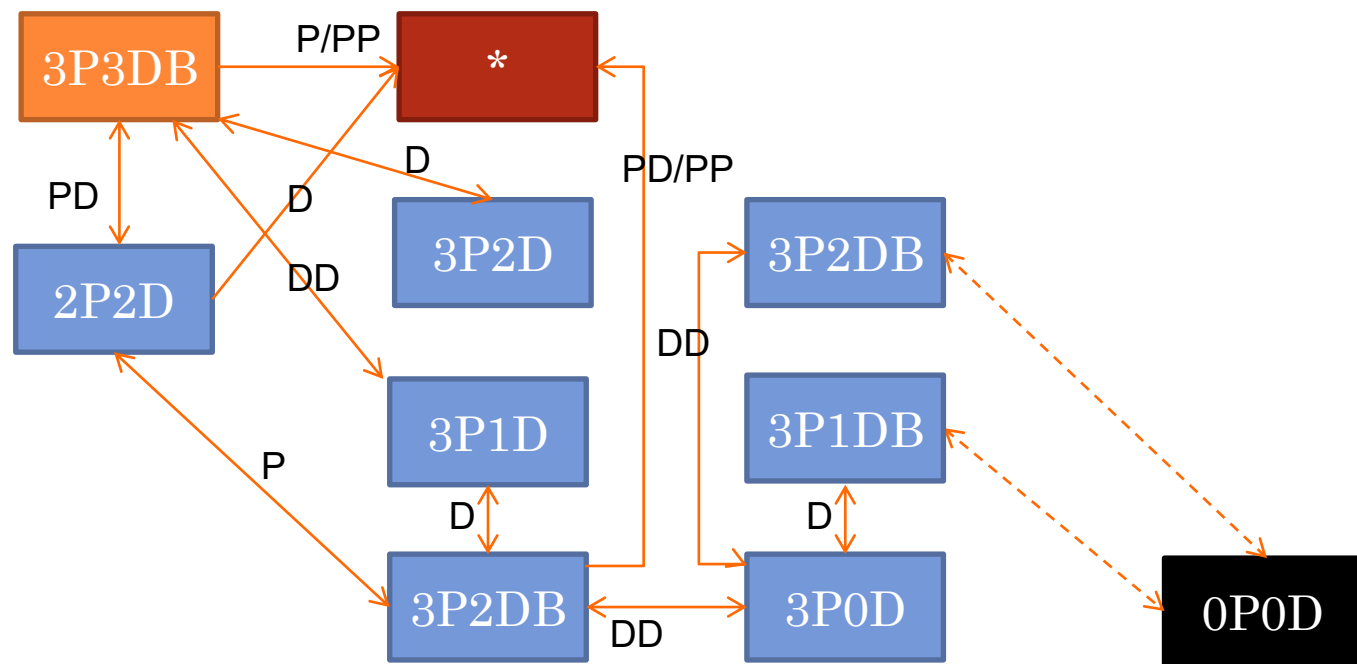 3P3DB
P/PP
*
D
PD
D
PD/PP
3P2D
3P2DB
2P2D
DD
DD
3P1D
3P1DB
P
D
D
3P2DB
DD
3P0D
0P0D